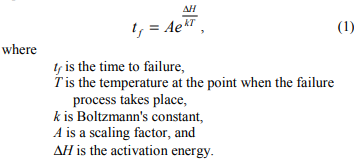 t_f = Ae^{\frac{ΔH}{kT}}, (1)
where
t_f is the time to failure,
T is the temperature at the point when the failure
process takes place,
k is Boltzmann's constant,
A is a scaling factor, and
ΔH is the activation energy.